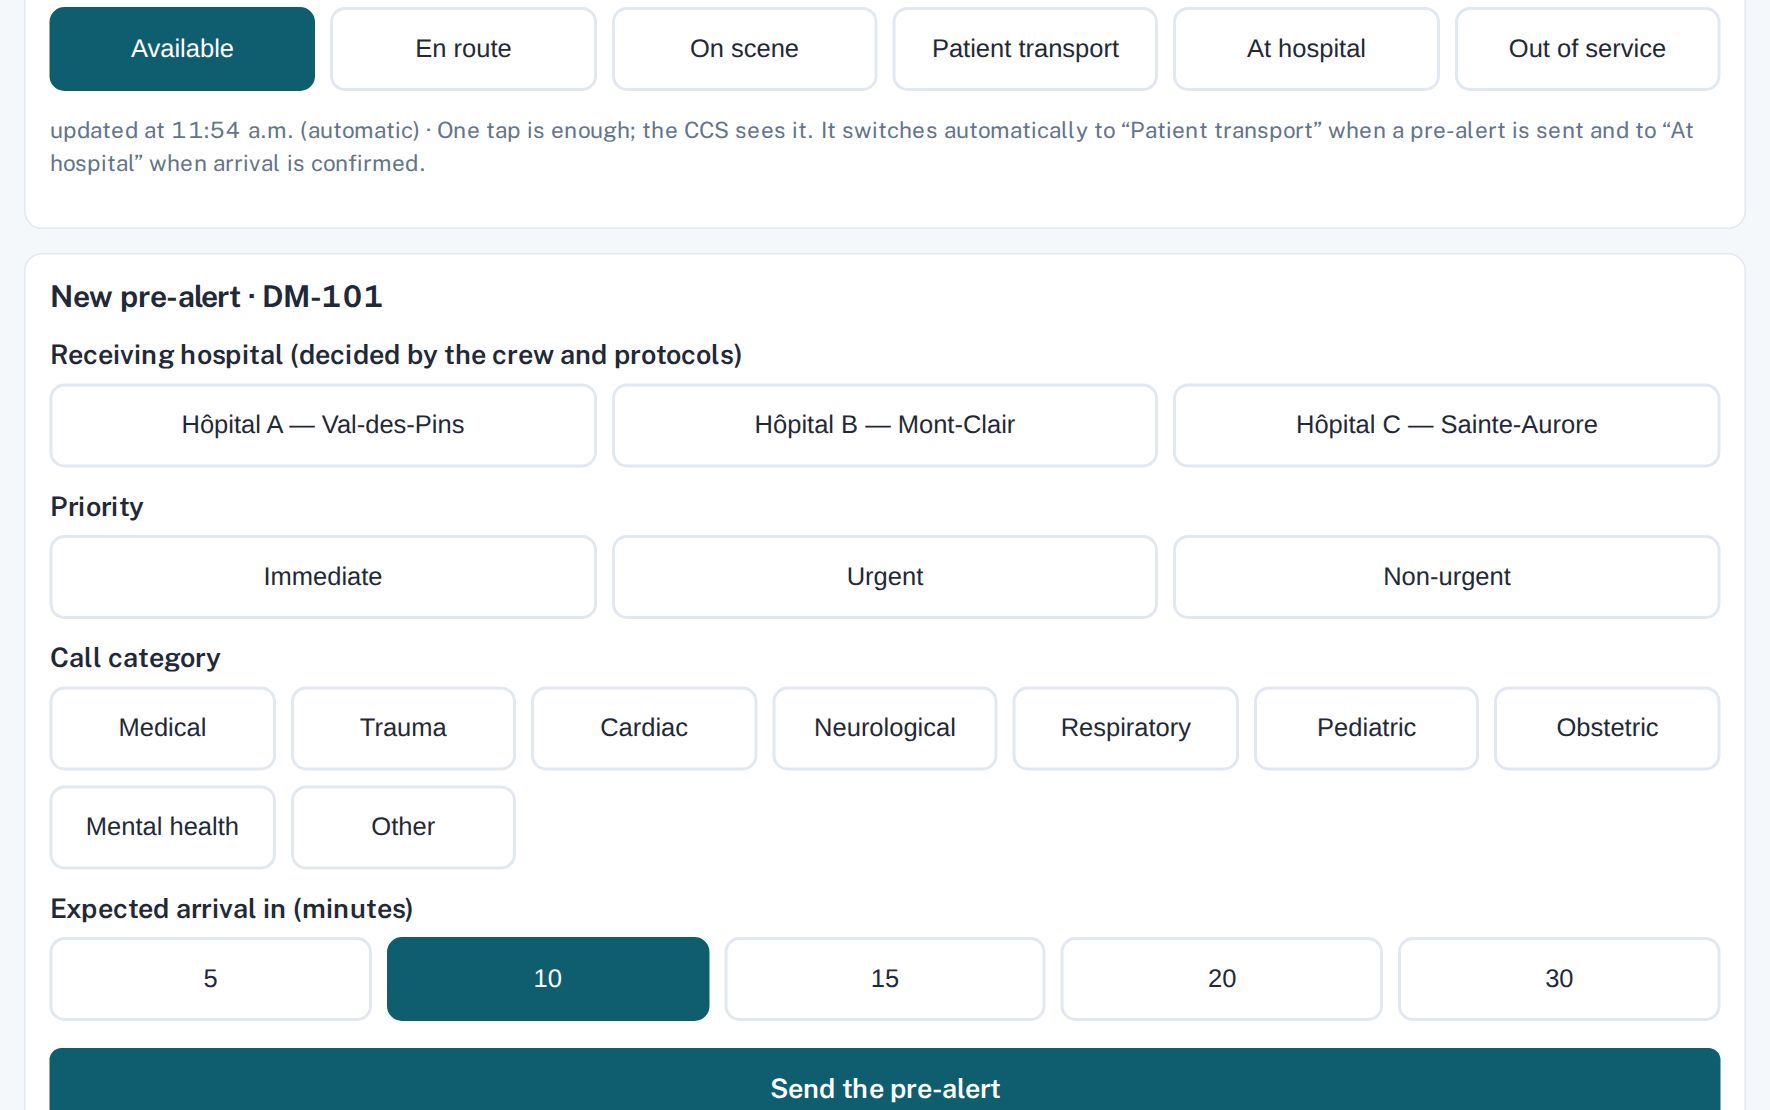 Available
En route
On scene
Patient transport
At hospital
Out of service
updated at 11:54 a.m. (automatic) · One tap is enough; the CCS sees it. It switches automatically to “Patient transport” when a pre-alert is sent and to “At
hospital” when arrival is confirmed.
New pre-alert · DM-101
Receiving hospital (decided by the crew and protocols)
Hôpital A — Val-des-Pins
Hôpital B — Mont-Clair
Hôpital C — Sainte-Aurore
Priority
Immediate
Urgent
Non-urgent
Call category
Medical
Trauma
Cardiac
Neurological
Respiratory
Pediatric
Obstetric
Mental health
Other
Expected arrival in (minutes)
5
10
15
20
30
Send the pre-alert